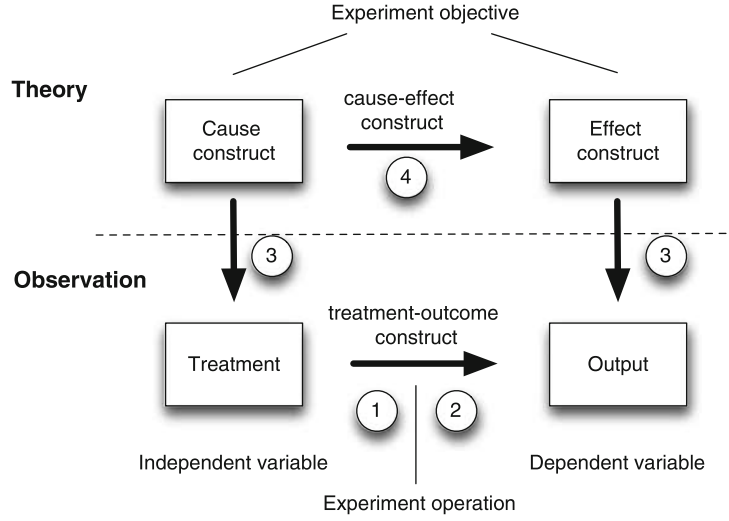 Experiment objective
Theory
cause-effect
construct
Cause
construct
Effect
construct
4
3
3
Observation
treatment-outcome
construct
Treatment
Output
1
2
Independent variable
Dependent variable
Experiment operation